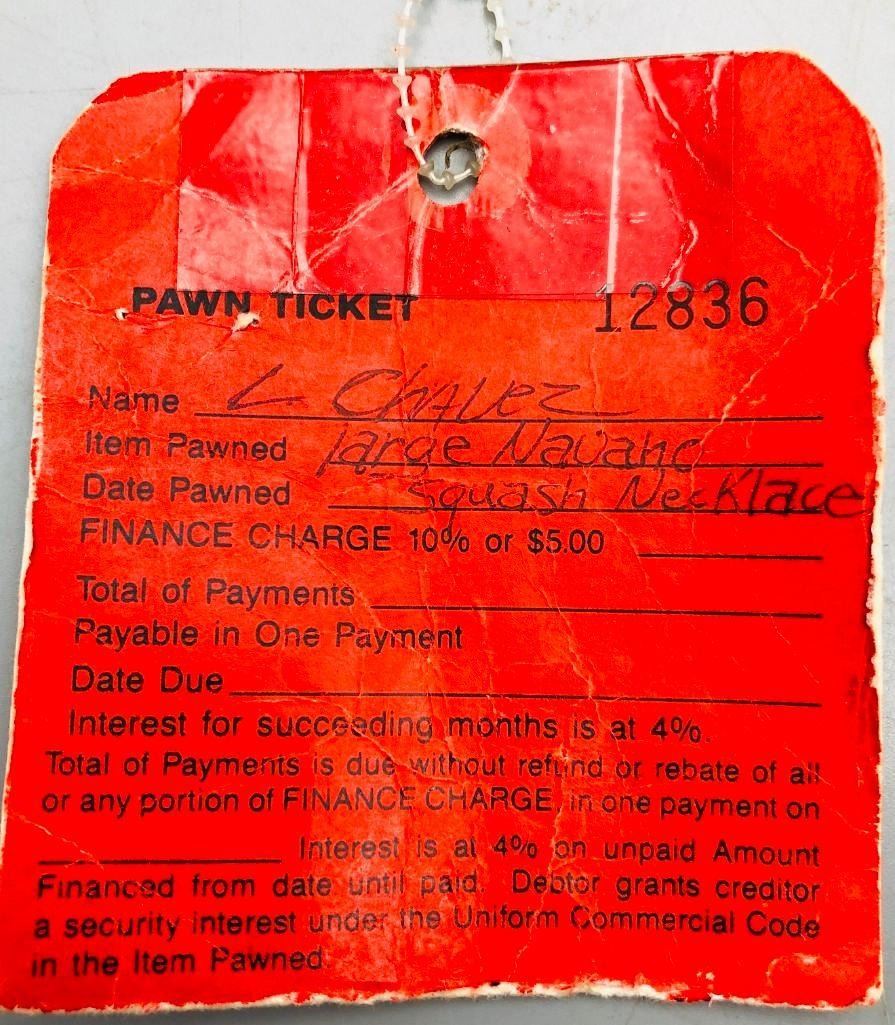 PAWN TICKET 12836
Name L Chavez
Item Pawned large Navaho
Date Pawned Squash Necklace
FINANCE CHARGE 10% or $5.00
Total of Payments
Payable in One Payment
Date Due
Interest for succeeding months is at 4%.
Total of Payments is due without refund or rebate of all
or any portion of FINANCE CHARGE, in one payment on
Interest is at 4% on unpaid Amount
Financed from date until paid. Debtor grants creditor
a security interest under the Uniform Commercial Code
in the Item Pawned.